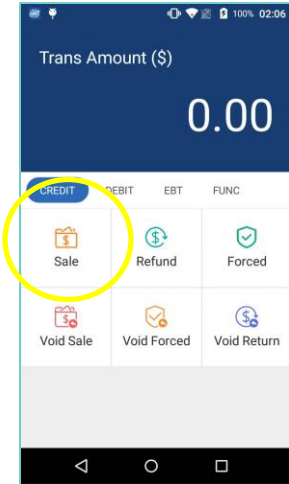 100% 02:06
Trans Amount ($)
0.00
CREDIT DEBIT EBT FUNC
Sale Refund Forced
Void Sale Void Forced Void Return